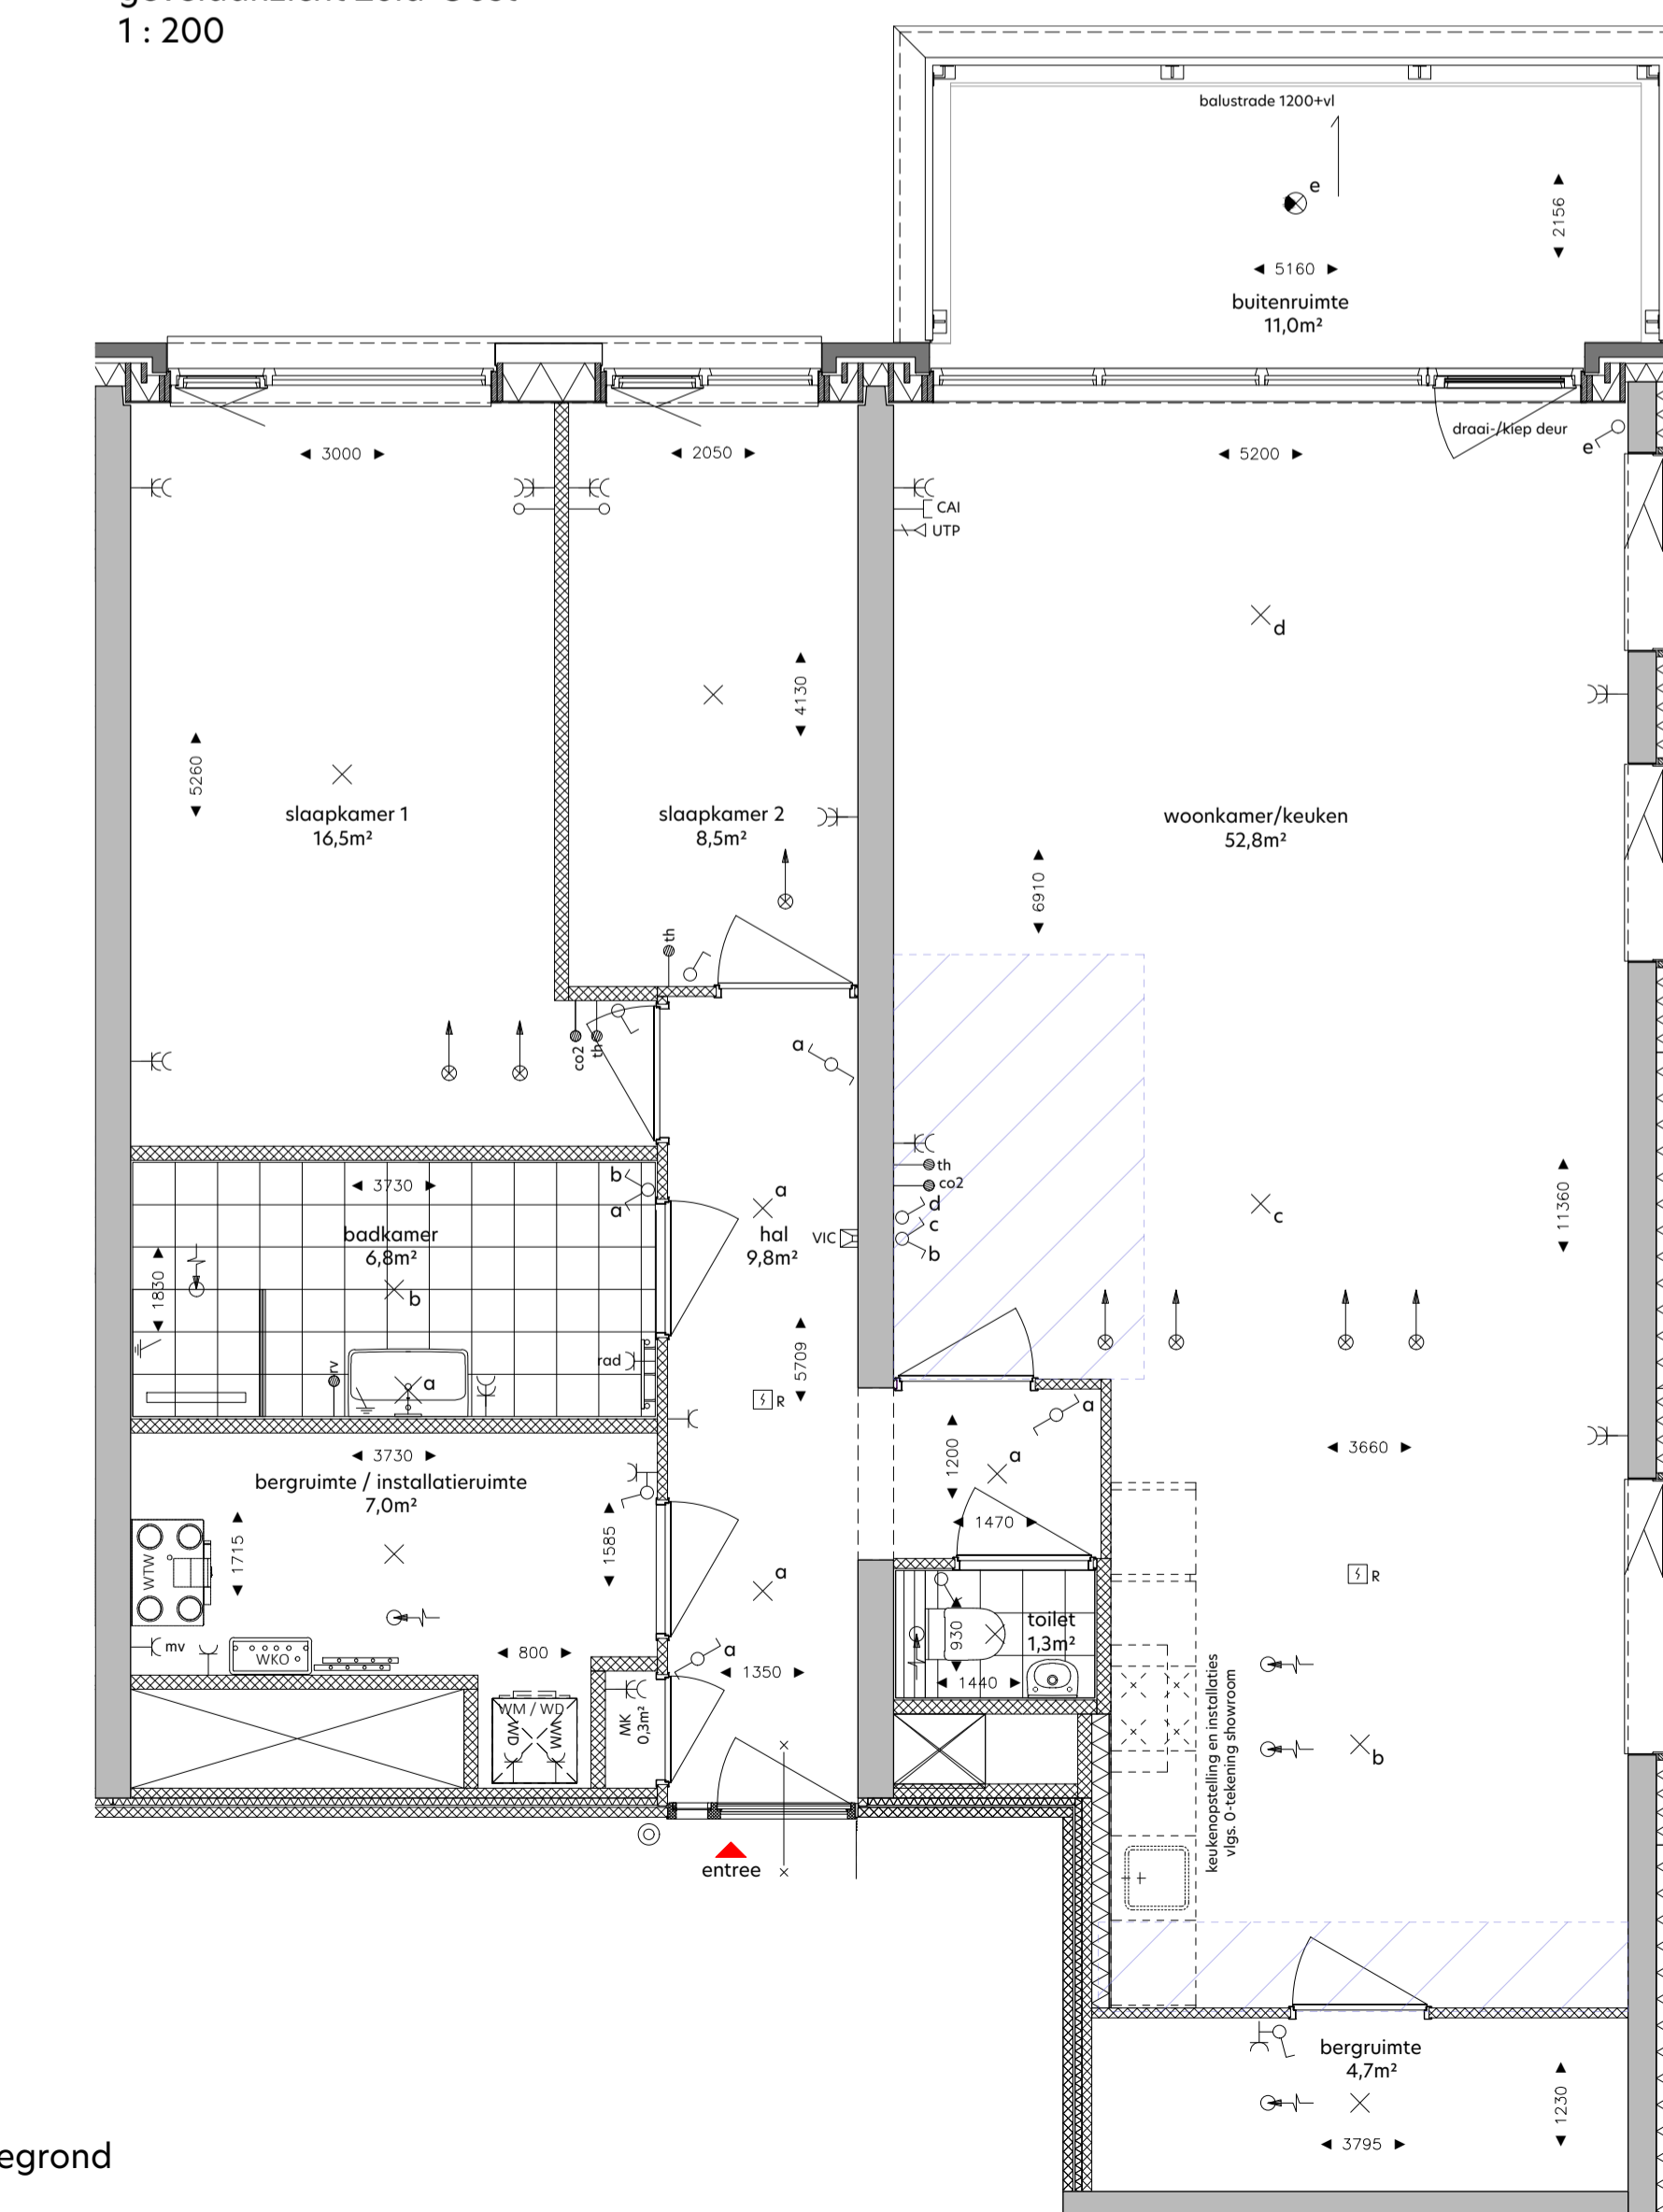 1 : 200
balustrade 1200+vl
e
2156
5160
buitenruimte
11,0m²
draai-/kiep deur
e
3000
2050
5200
CAI
UTP
d
4130
5260
slaapkamer 1
16,5m²
slaapkamer 2
8,5m²
woonkamer/keuken
52,8m²
6910
th
co2
th
a
3730
b
a
badkamer
6,8m²
1830
b
a
hal
9,8m²
VIC
th
co2
d
c
b
c
11360
rv
a
rad
5709
R
a
3730
bergruimte / installatieruimte
7,0m²
1200
a
3660
1470
WTW
1715
1585
a
R
mv
WKO
800
a
1350
930
toilet
1,3m²
1440
WM / WD
WD
WM
MK
0,3m²
keukenopstelling en installaties
vlgs. 0-tekening showroom
b
entree
bergruimte
4,7m²
1230
3795
egrond